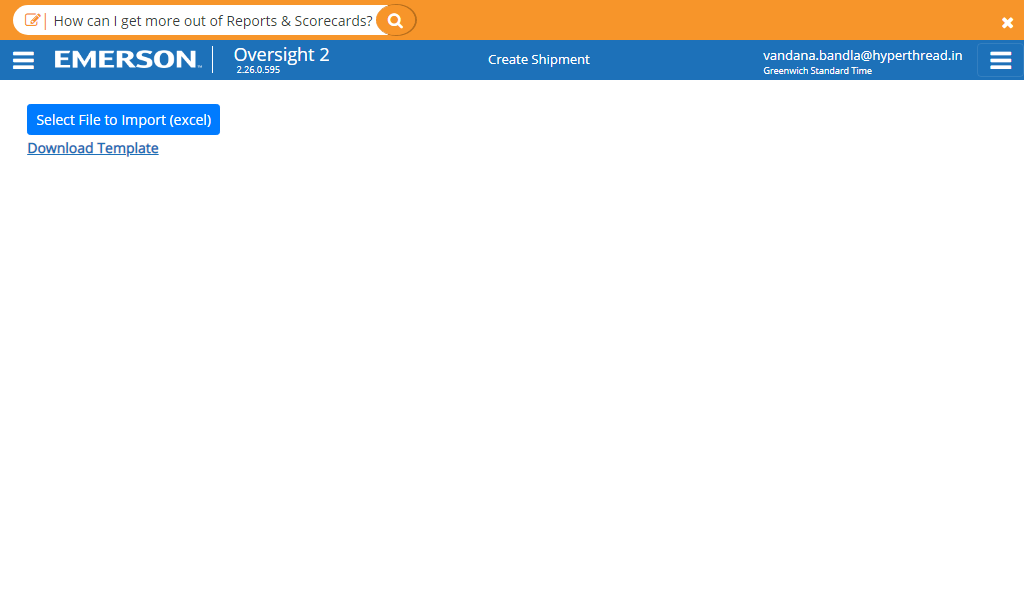 How can I get more out of Reports & Scorecards?
EMERSON™
Oversight 2
2.26.0.595
Create Shipment
vandana.bandla@hyperthread.in
Greenwich Standard Time
Select File to Import (excel)
Download Template